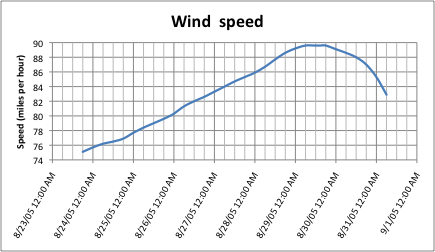 Wind speed
Speed (miles per hour)
90
88
86
84
82
80
78
76
74
8/23/05 12:00 AM
8/24/05 12:00 AM
8/25/05 12:00 AM
8/26/05 12:00 AM
8/27/05 12:00 AM
8/28/05 12:00 AM
8/29/05 12:00 AM
8/30/05 12:00 AM
8/31/05 12:00 AM
9/1/05 12:00 AM